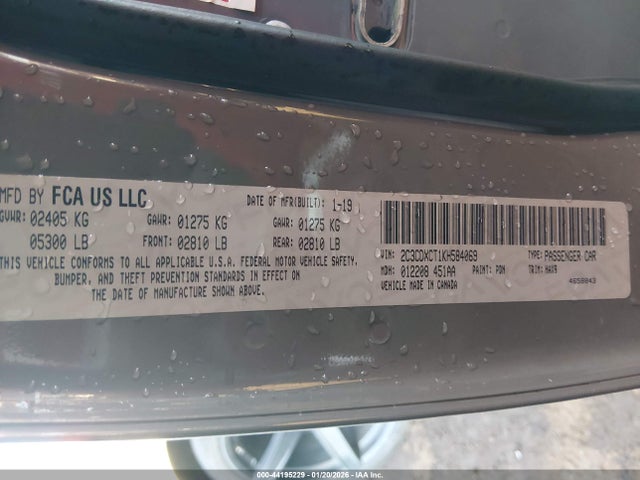 MFD BY FCA US LLC
DATE OF MFR(BUILT): 1-19
GVWR: 02405 KG
GAWR: 01275 KG
GAWR: 01275 KG
05300 LB
FRONT: 02810 LB
REAR: 02810 LB
THIS VEHICLE CONFORMS TO ALL APPLICABLE U.S.A. FEDERAL MOTOR VEHICLE SAFETY,
BUMPER, AND THEFT PREVENTION STANDARDS IN EFFECT ON
THE DATE OF MANUFACTURE SHOWN ABOVE.
VIN: 2C3CDXCT1KH584069
TYPE: PASSENGER CAR
MDH: 012208 451AA
PAINT: PDN
TRIM: HAX9
VEHICLE MADE IN CANADA
4658843
000-44195229 - 01/20/2026 - IAA Inc.